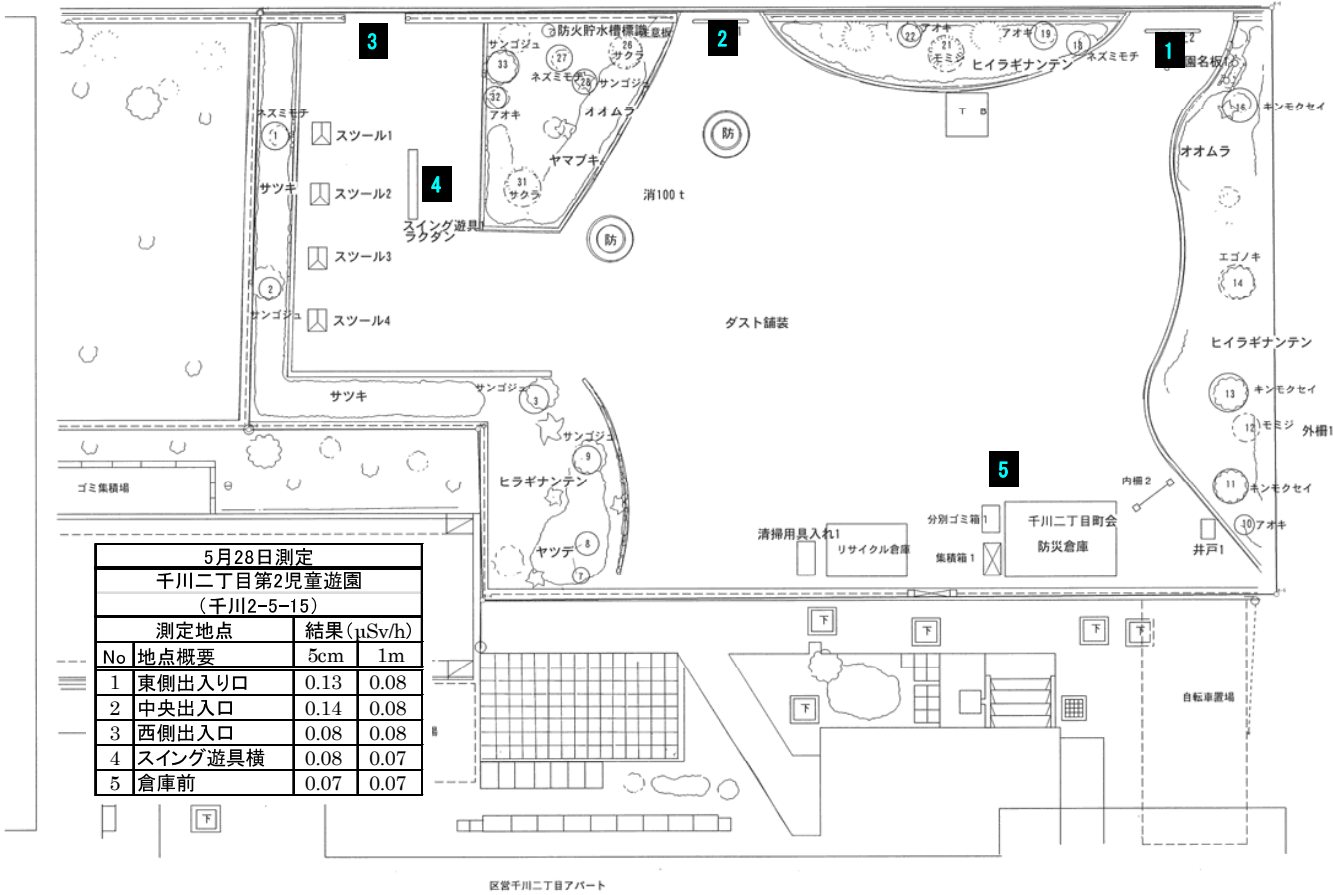 3
2
1
防火貯水槽標識
注意板
サンゴジュ
26
サクラ
27
33
ネズミモチ
28
サンゴジュ
32
アオキ
オオムラ
ヤマブキ
31
サクラ
22
アオキ
21
モミジ
アオキ
19
18
ネズミモチ
ヒイラギナンテン
園名板1
16
キンモクセイ
T B
防
消100ｔ
防
ネズミモチ
1
スツール1
サツキ
スツール2
4
スイング遊具1
ラクダン
スツール3
2
サンゴジュ
スツール4
オオムラ
エゴノキ
14
ダスト舗装
ヒイラギナンテン
サツキ
サンゴジュ
3
13
キンモクセイ
12
モミジ
外柵1
サンゴジュ
9
5
ヒラギナンテン
11
キンモクセイ
内柵２
ゴミ集積場
分別ゴミ箱1
千川二丁目町会
防災倉庫
10
アオキ
井戸1
清掃用具入れ1
リサイクル倉庫
集積箱1
8
ヤツデ
7
5月28日測定
千川二丁目第2児童遊園
（千川2-5-15）
測定地点 結果(μSv/h)
No 地点概要 5cm 1m
1 東側出入り口 0.13 0.08
2 中央出入口 0.14 0.08
3 西側出入口 0.08 0.08
4 スイング遊具横 0.08 0.07
5 倉庫前 0.07 0.07
下
下
下
下
下
自転車置場
下
区営千川二丁目アパート